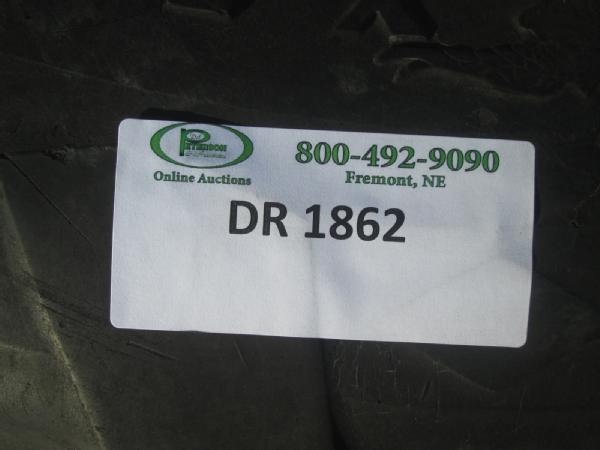 PETERSON
Online Auctions
800-492-9090
Fremont, NE
DR 1862